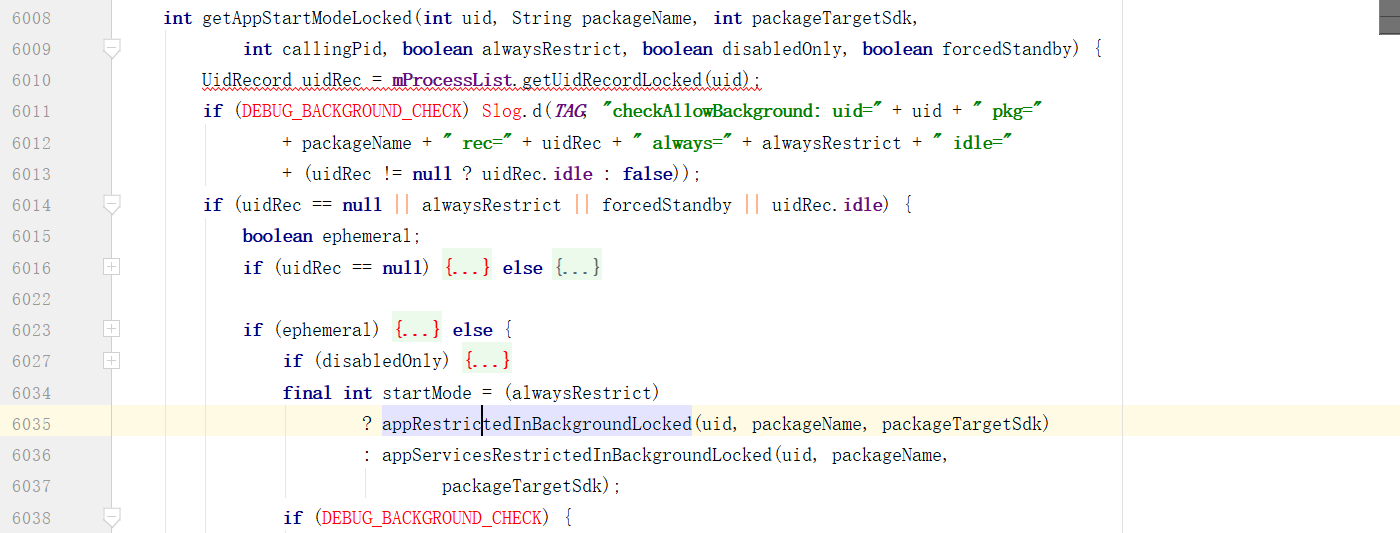 6008 int getAppStartModeLocked(int uid, String packageName, int packageTargetSdk,
6009 int callingPid, boolean alwaysRestrict, boolean disabledOnly, boolean forcedStandby) {
6010 UidRecord uidRec = mProcessList.getUidRecordLocked(uid);
6011 if (DEBUG_BACKGROUND_CHECK) Slog.d(TAG, "checkAllowBackground: uid=" + uid + " pkg="
6012 + packageName + " rec=" + uidRec + " always=" + alwaysRestrict + " idle="
6013 + (uidRec != null ? uidRec.idle : false));
6014 if (uidRec == null || alwaysRestrict || forcedStandby || uidRec.idle) {
6015 boolean ephemeral;
6016 if (uidRec == null) {...} else {...}
6022
6023 if (ephemeral) {...} else {
6027 if (disabledOnly) {...}
6034 final int startMode = (alwaysRestrict)
6035 ? appRestrictedInBackgroundLocked(uid, packageName, packageTargetSdk)
6036 : appServicesRestrictedInBackgroundLocked(uid, packageName,
6037 packageTargetSdk);
6038 if (DEBUG_BACKGROUND_CHECK) {